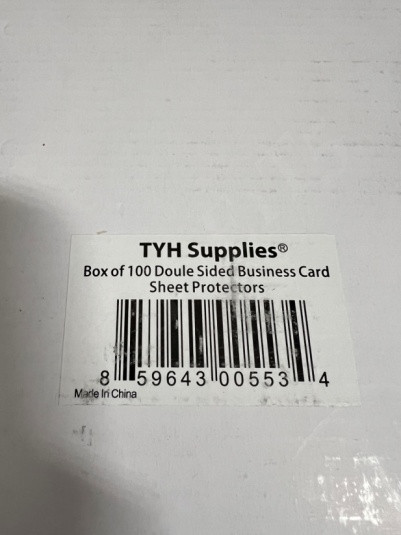 TYH Supplies®
Box of 100 Doule Sided Business Card
Sheet Protectors
8 59643 00553 4
Made In China